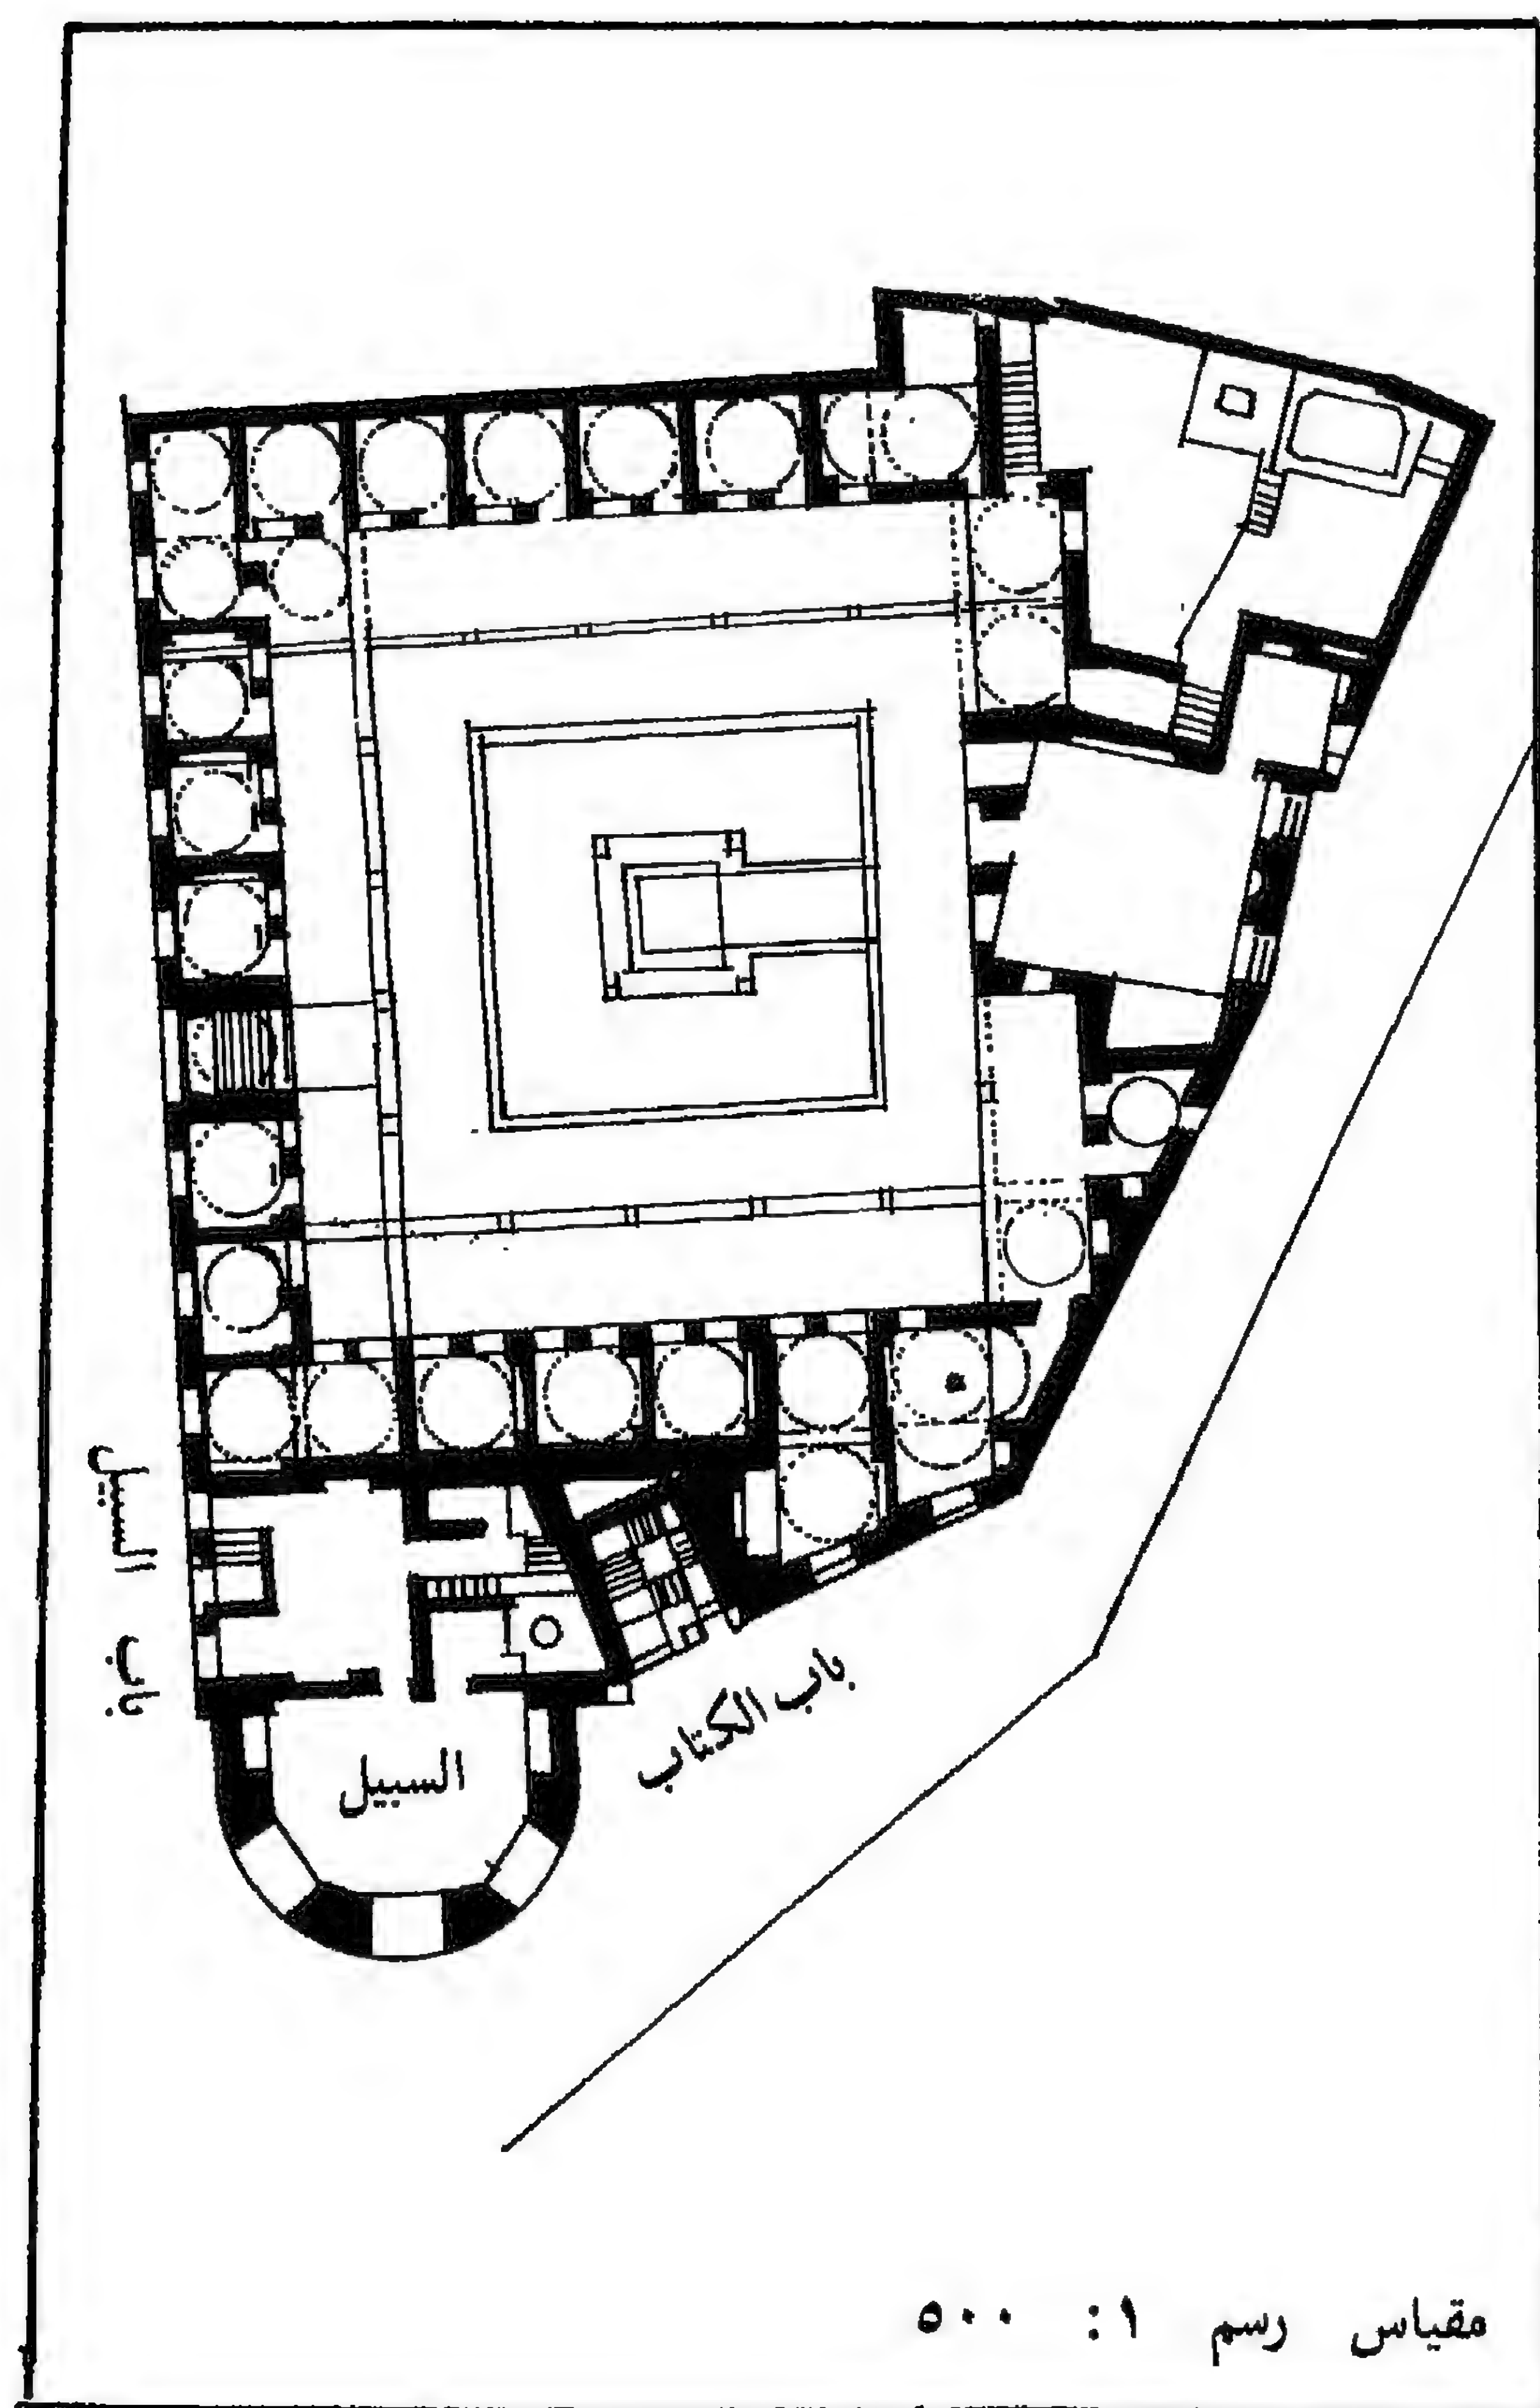 باب السبيل
السبيل
باب الكتاب
مقياس رسم ١: ٥٠٠